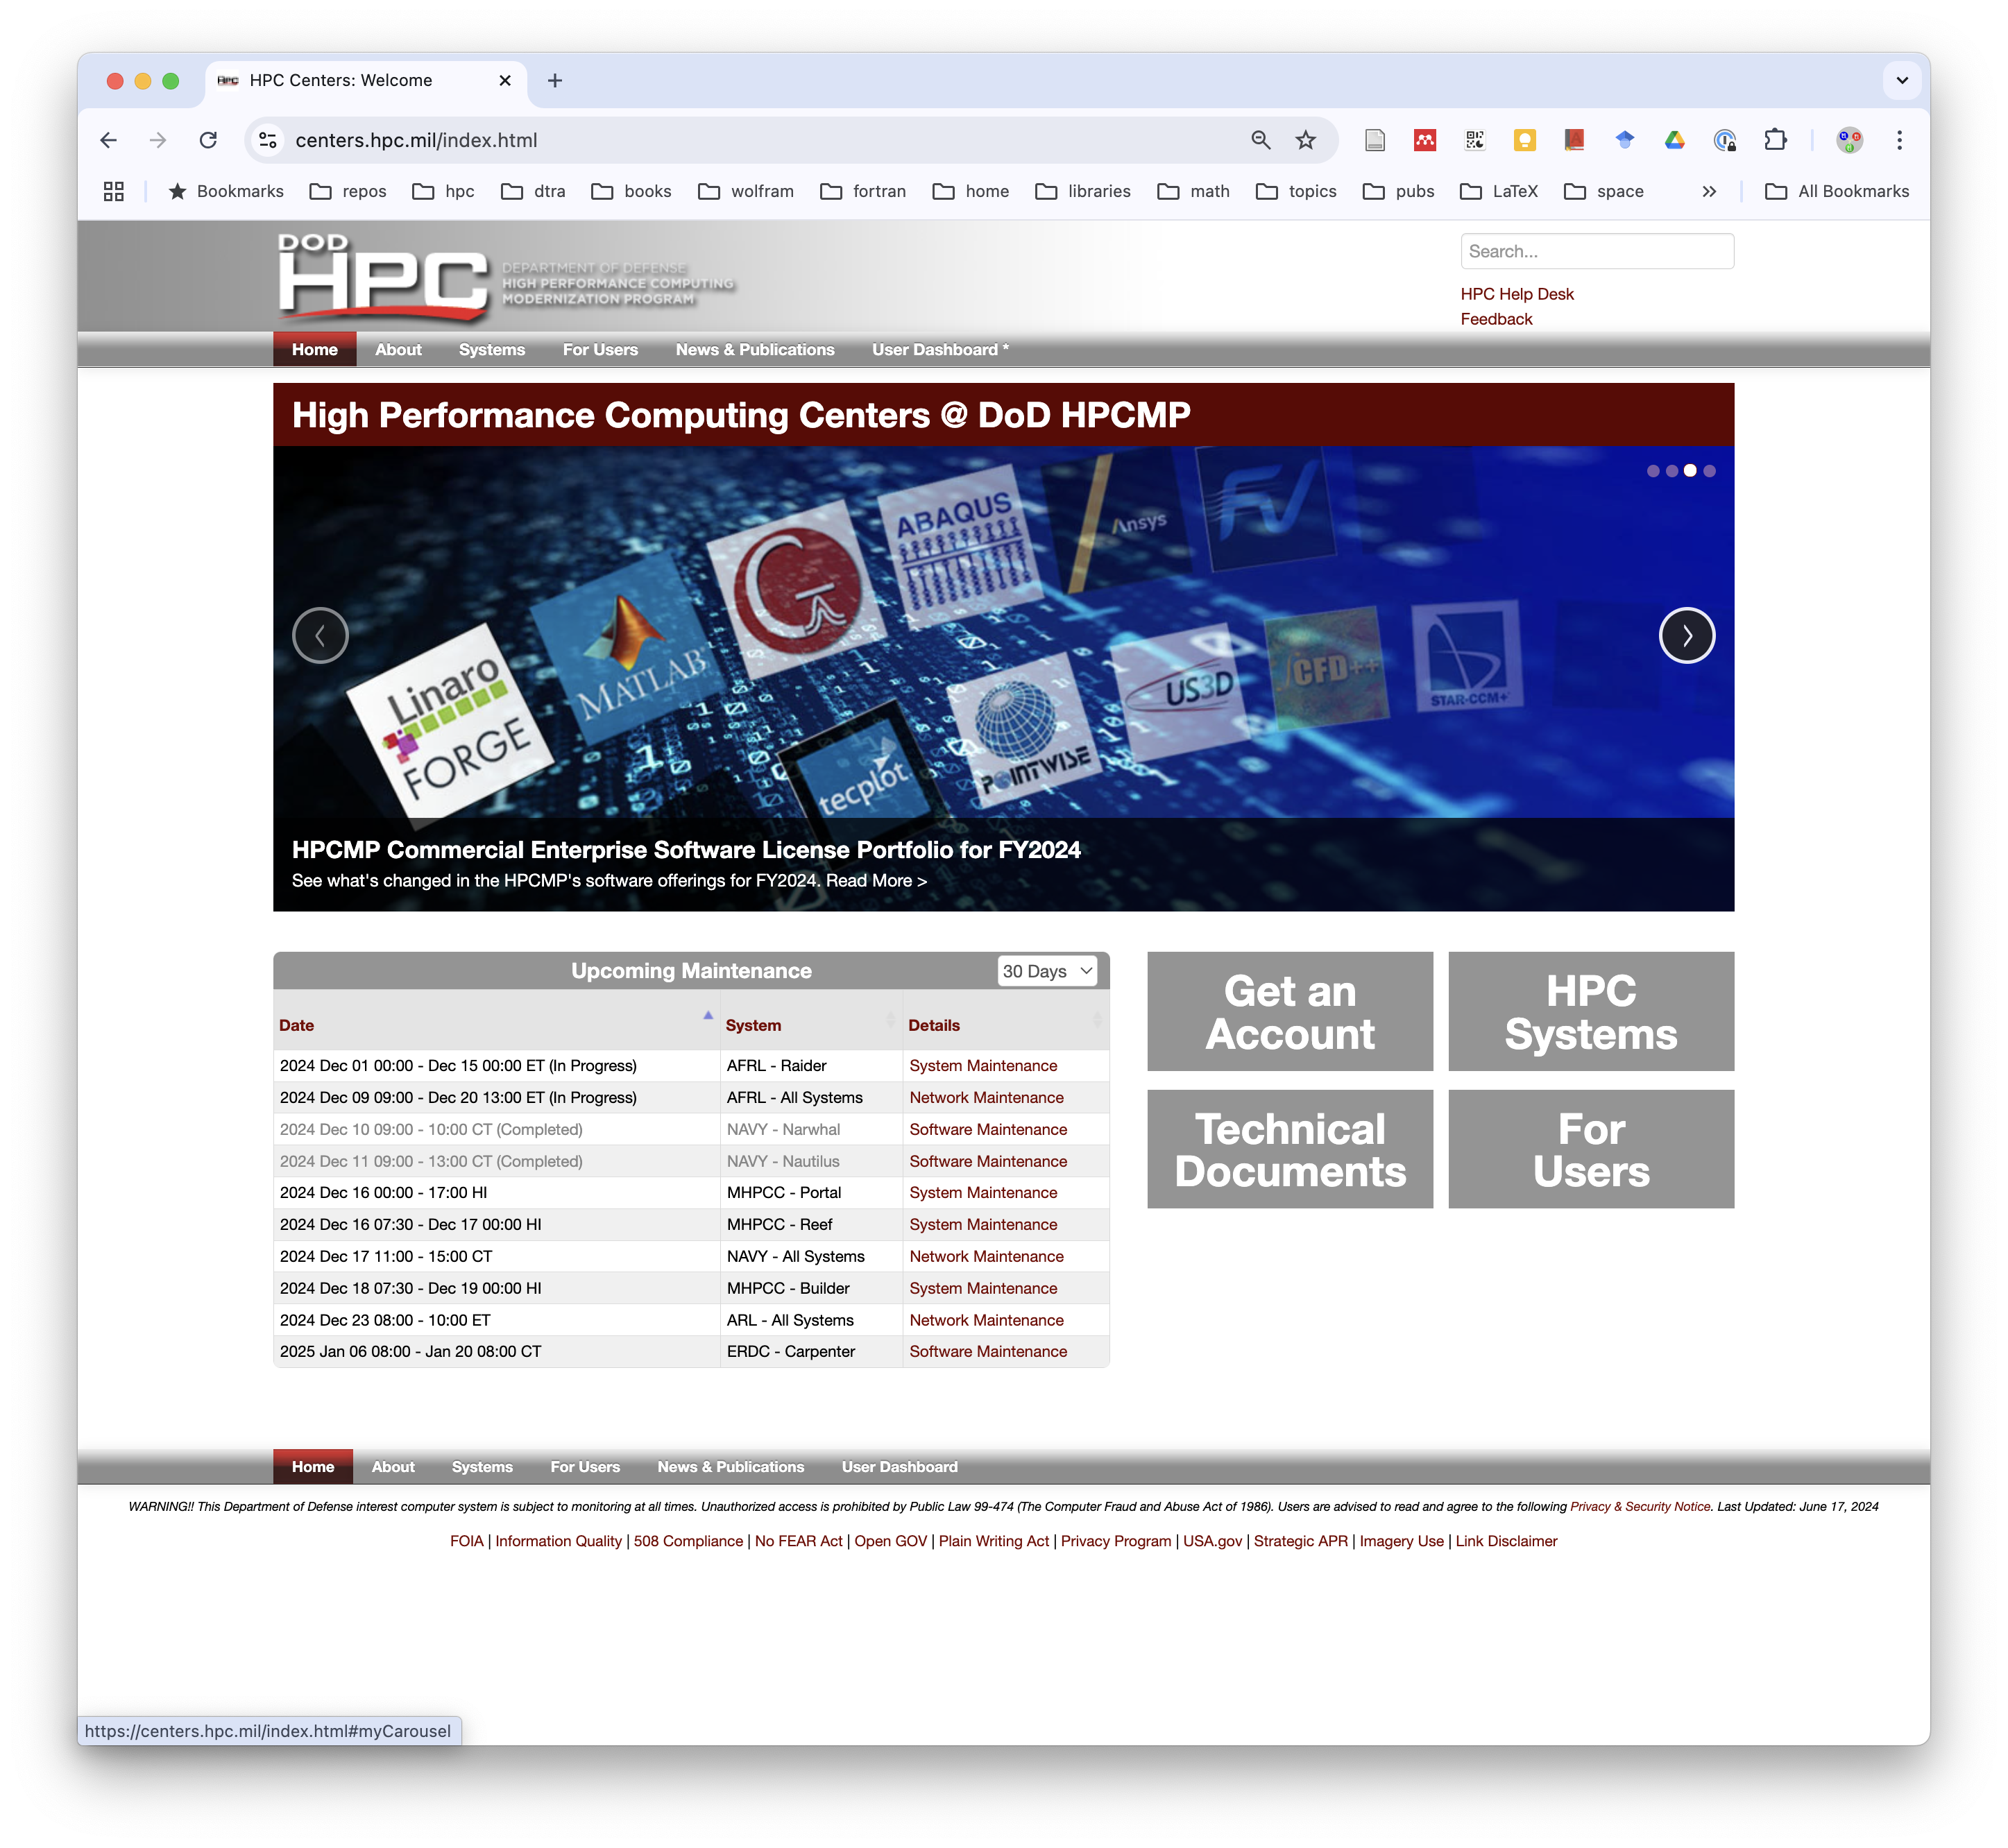 HPC Centers: Welcome
centers.hpc.mil/index.html
Bookmarks repos hpc dtra books wolfram fortran home libraries math topics pubs LaTeX space » All Bookmarks
DOD
HPC
DEPARTMENT OF DEFENSE
HIGH PERFORMANCE COMPUTING
MODERNIZATION PROGRAM
Search...
HPC Help Desk
Feedback
Home About Systems For Users News & Publications User Dashboard *
High Performance Computing Centers @ DoD HPCMP
Linaro
FORGE
MATLAB
G
ABAQUS
Ansys
FV
tecplot.
POINTWISE
US3D
CFD++
STAR-CCM+
HPCMP Commercial Enterprise Software License Portfolio for FY2024
See what's changed in the HPCMP's software offerings for FY2024. Read More >
Upcoming Maintenance 30 Days
Date System Details
2024 Dec 01 00:00 - Dec 15 00:00 ET (In Progress) AFRL - Raider System Maintenance
2024 Dec 09 09:00 - Dec 20 13:00 ET (In Progress) AFRL - All Systems Network Maintenance
2024 Dec 10 09:00 - 10:00 CT (Completed) NAVY - Narwhal Software Maintenance
2024 Dec 11 09:00 - 13:00 CT (Completed) NAVY - Nautilus Software Maintenance
2024 Dec 16 00:00 - 17:00 HI MHPCC - Portal System Maintenance
2024 Dec 16 07:30 - Dec 17 00:00 HI MHPCC - Reef System Maintenance
2024 Dec 17 11:00 - 15:00 CT NAVY - All Systems Network Maintenance
2024 Dec 18 07:30 - Dec 19 00:00 HI MHPCC - Builder System Maintenance
2024 Dec 23 08:00 - 10:00 ET ARL - All Systems Network Maintenance
2025 Jan 06 08:00 - Jan 20 08:00 CT ERDC - Carpenter Software Maintenance
Get an
Account
HPC
Systems
Technical
Documents
For
Users
Home About Systems For Users News & Publications User Dashboard
WARNING!! This Department of Defense interest computer system is subject to monitoring at all times. Unauthorized access is prohibited by Public Law 99-474 (The Computer Fraud and Abuse Act of 1986). Users are advised to read and agree to the following Privacy & Security Notice. Last Updated: June 17, 2024
FOIA | Information Quality | 508 Compliance | No FEAR Act | Open GOV | Plain Writing Act | Privacy Program | USA.gov | Strategic APR | Imagery Use | Link Disclaimer
https://centers.hpc.mil/index.html#myCarousel